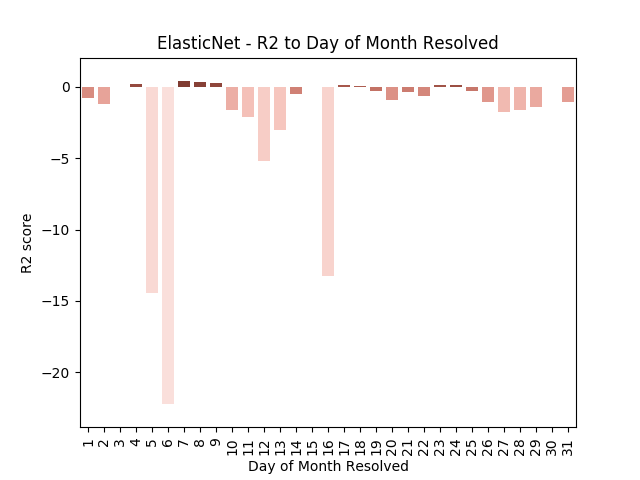 ElasticNet - R2 to Day of Month Resolved
R2 score
0
−5
−10
−15
−20
1 2 3 4 5 6 7 8 9 10 11 12 13 14 15 16 17 18 19 20 21 22 23 24 25 26 27 28 29 30 31
Day of Month Resolved